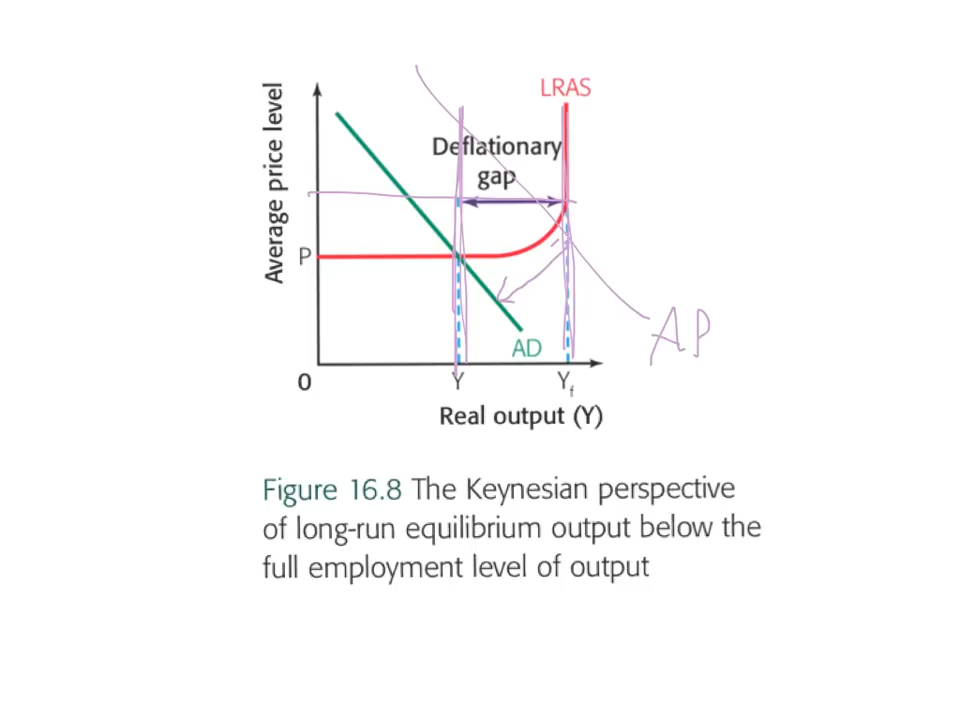 LRAS
Average price level
Deflationary
gap
P
AD
AP
0
Y
Yf
Real output (Y)
Figure 16.8 The Keynesian perspective
of long-run equilibrium output below the
full employment level of output